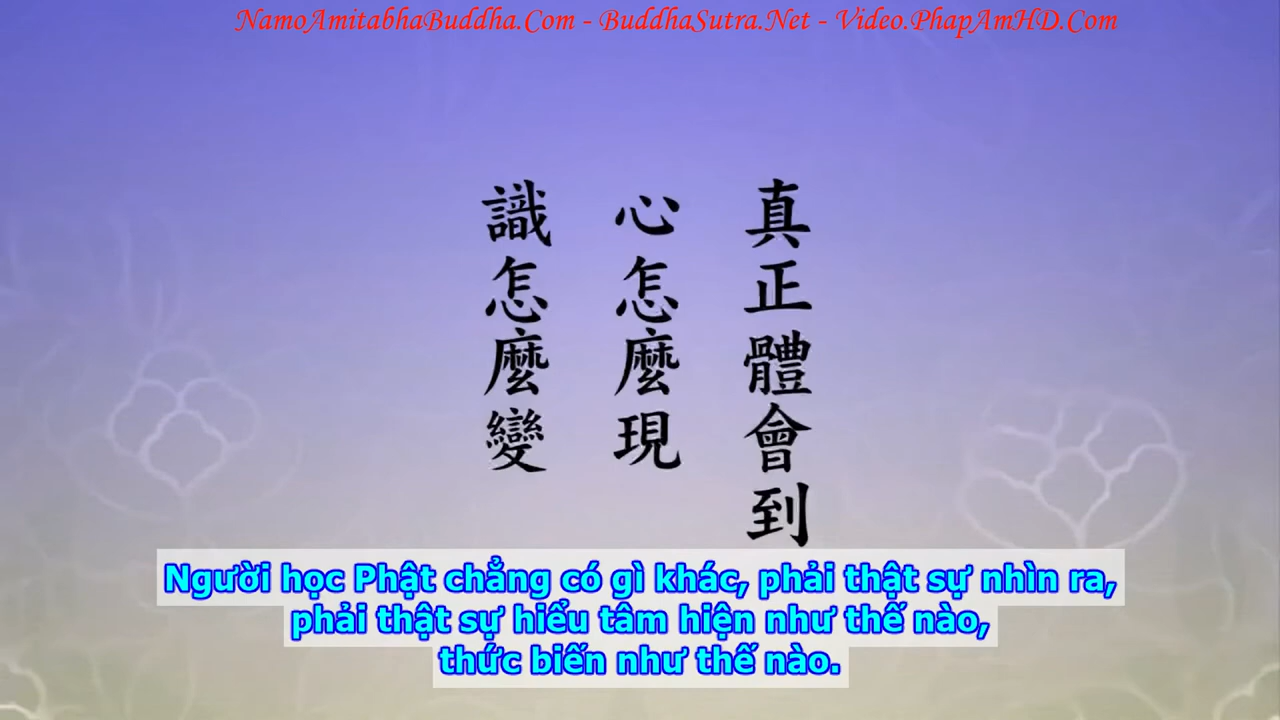 NamoAmitabhaBuddha.Com - BuddhaSutra.Net - Video.PhapAmHD.Com
真正體會到
心怎麼現
識怎麼變
Người học Phật chẳng có gì khác, phải thật sự nhìn ra,
phải thật sự hiểu tâm hiện như thế nào,
thức biến như thế nào.